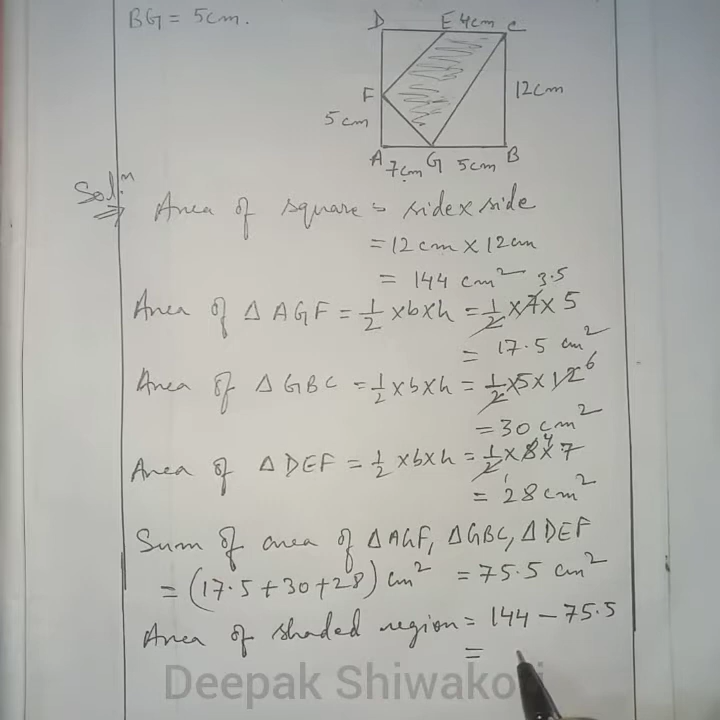 BG = 5cm.
D E 4cm C
F 12cm
5cm
A 7cm G 5cm B
Sol.n
⇒ Area of square = side x side
= 12 cm x 12 cm
= 144 cm²
Area of Δ AGF = 1/2 x b x h = 1/2 x 7 x 5 3.5
= 17.5 cm²
Area of Δ GBC = 1/2 x b x h = 1/2 x 5 x 12 6
= 30 cm²
Area of Δ DEF = 1/2 x b x h = 1/2 x 8 4 x 7
= 28 cm²
Sum of area of Δ AGF, Δ GBC, Δ DEF
= (17.5 + 30 + 28) cm² = 75.5 cm²
Area of shaded region = 144 - 75.5
=
Deepak Shiwakoti